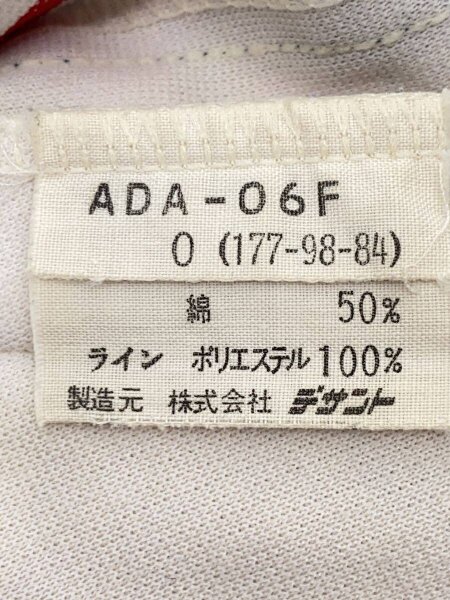 ADA-06F
O (177-98-84)
綿 50%
ライン ポリエステル 100%
製造元 株式会社 デサント